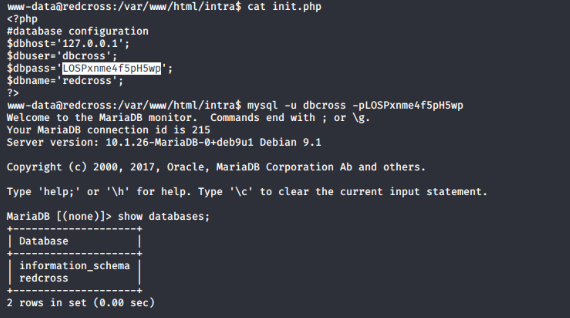 www-data@redcross:/var/www/html/intra$ cat init.php
<?php
#database configuration
$dbhost='127.0.0.1';
$dbuser='dbcross';
$dbpass='LOSPxnme4f5pH5wp';
$dbname='redcross';
?>
www-data@redcross:/var/www/html/intra$ mysql -u dbcross -pLOSPxnme4f5pH5wp
Welcome to the MariaDB monitor.  Commands end with ; or \g.
Your MariaDB connection id is 215
Server version: 10.1.26-MariaDB-0+deb9u1 Debian 9.1

Copyright (c) 2000, 2017, Oracle, MariaDB Corporation Ab and others.

Type 'help;' or '\h' for help. Type '\c' to clear the current input statement.

MariaDB [(none)]> show databases;
+--------------------+
| Database           |
+--------------------+
| information_schema |
| redcross           |
+--------------------+
2 rows in set (0.00 sec)